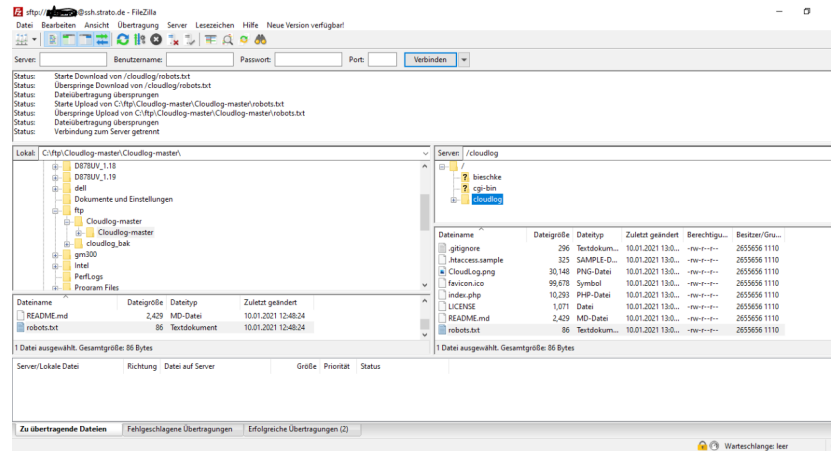 sftp://@ssh.strato.de - FileZilla
Datei Bearbeiten Ansicht Übertragung Server Lesezeichen Hilfe Neue Version verfügbar!
Server: Benutzername: Passwort: Port: Verbinden
Status: Starte Download von /cloudlog/robots.txt
Status: Überspringe Download von /cloudlog/robots.txt
Status: Dateiübertragung übersprungen
Status: Starte Upload von C:\ftp\Cloudlog-master\Cloudlog-master\robots.txt
Status: Überspringe Upload von C:\ftp\Cloudlog-master\Cloudlog-master\robots.txt
Status: Dateiübertragung übersprungen
Status: Verbindung zum Server getrennt
Lokal: C:\ftp\Cloudlog-master\Cloudlog-master\
D878UV_1.18
D878UV_1.19
dell
Dokumente und Einstellungen
ftp
Cloudlog-master
Cloudlog-master
cloudlog_bak
gm300
Intel
PerfLogs
Program Files
Dateiname Dateigröße Dateityp Zuletzt geändert
README.md 2,429 MD-Datei 10.01.2021 12:48:24
robots.txt 86 Textdokument 10.01.2021 12:48:24
1 Datei ausgewählt. Gesamtgröße: 86 Bytes
Server: /cloudlog
/
? bieschke
? cgi-bin
cloudlog
Dateiname Dateigröße Dateityp Zuletzt geändert Berechtigu... Besitzer/Gru...
.gitignore 296 Textdokum... 10.01.2021 13:0... -rw-r--r-- 2655656 1110
.htaccess.sample 325 SAMPLE-D... 10.01.2021 13:0... -rw-r--r-- 2655656 1110
CloudLog.png 30,148 PNG-Datei 10.01.2021 13:0... -rw-r--r-- 2655656 1110
favicon.ico 99,678 Symbol 10.01.2021 13:0... -rw-r--r-- 2655656 1110
index.php 10,293 PHP-Datei 10.01.2021 13:0... -rw-r--r-- 2655656 1110
LICENSE 1,071 Datei 10.01.2021 13:0... -rw-r--r-- 2655656 1110
README.md 2,429 MD-Datei 10.01.2021 13:0... -rw-r--r-- 2655656 1110
robots.txt 86 Textdokum... 10.01.2021 13:0... -rw-r--r-- 2655656 1110
1 Datei ausgewählt. Gesamtgröße: 86 Bytes
Server/Lokale Datei Richtung Datei auf Server Größe Priorität Status
Zu übertragende Dateien Fehlgeschlagene Übertragungen Erfolgreiche Übertragungen (2)
Warteschlange: leer